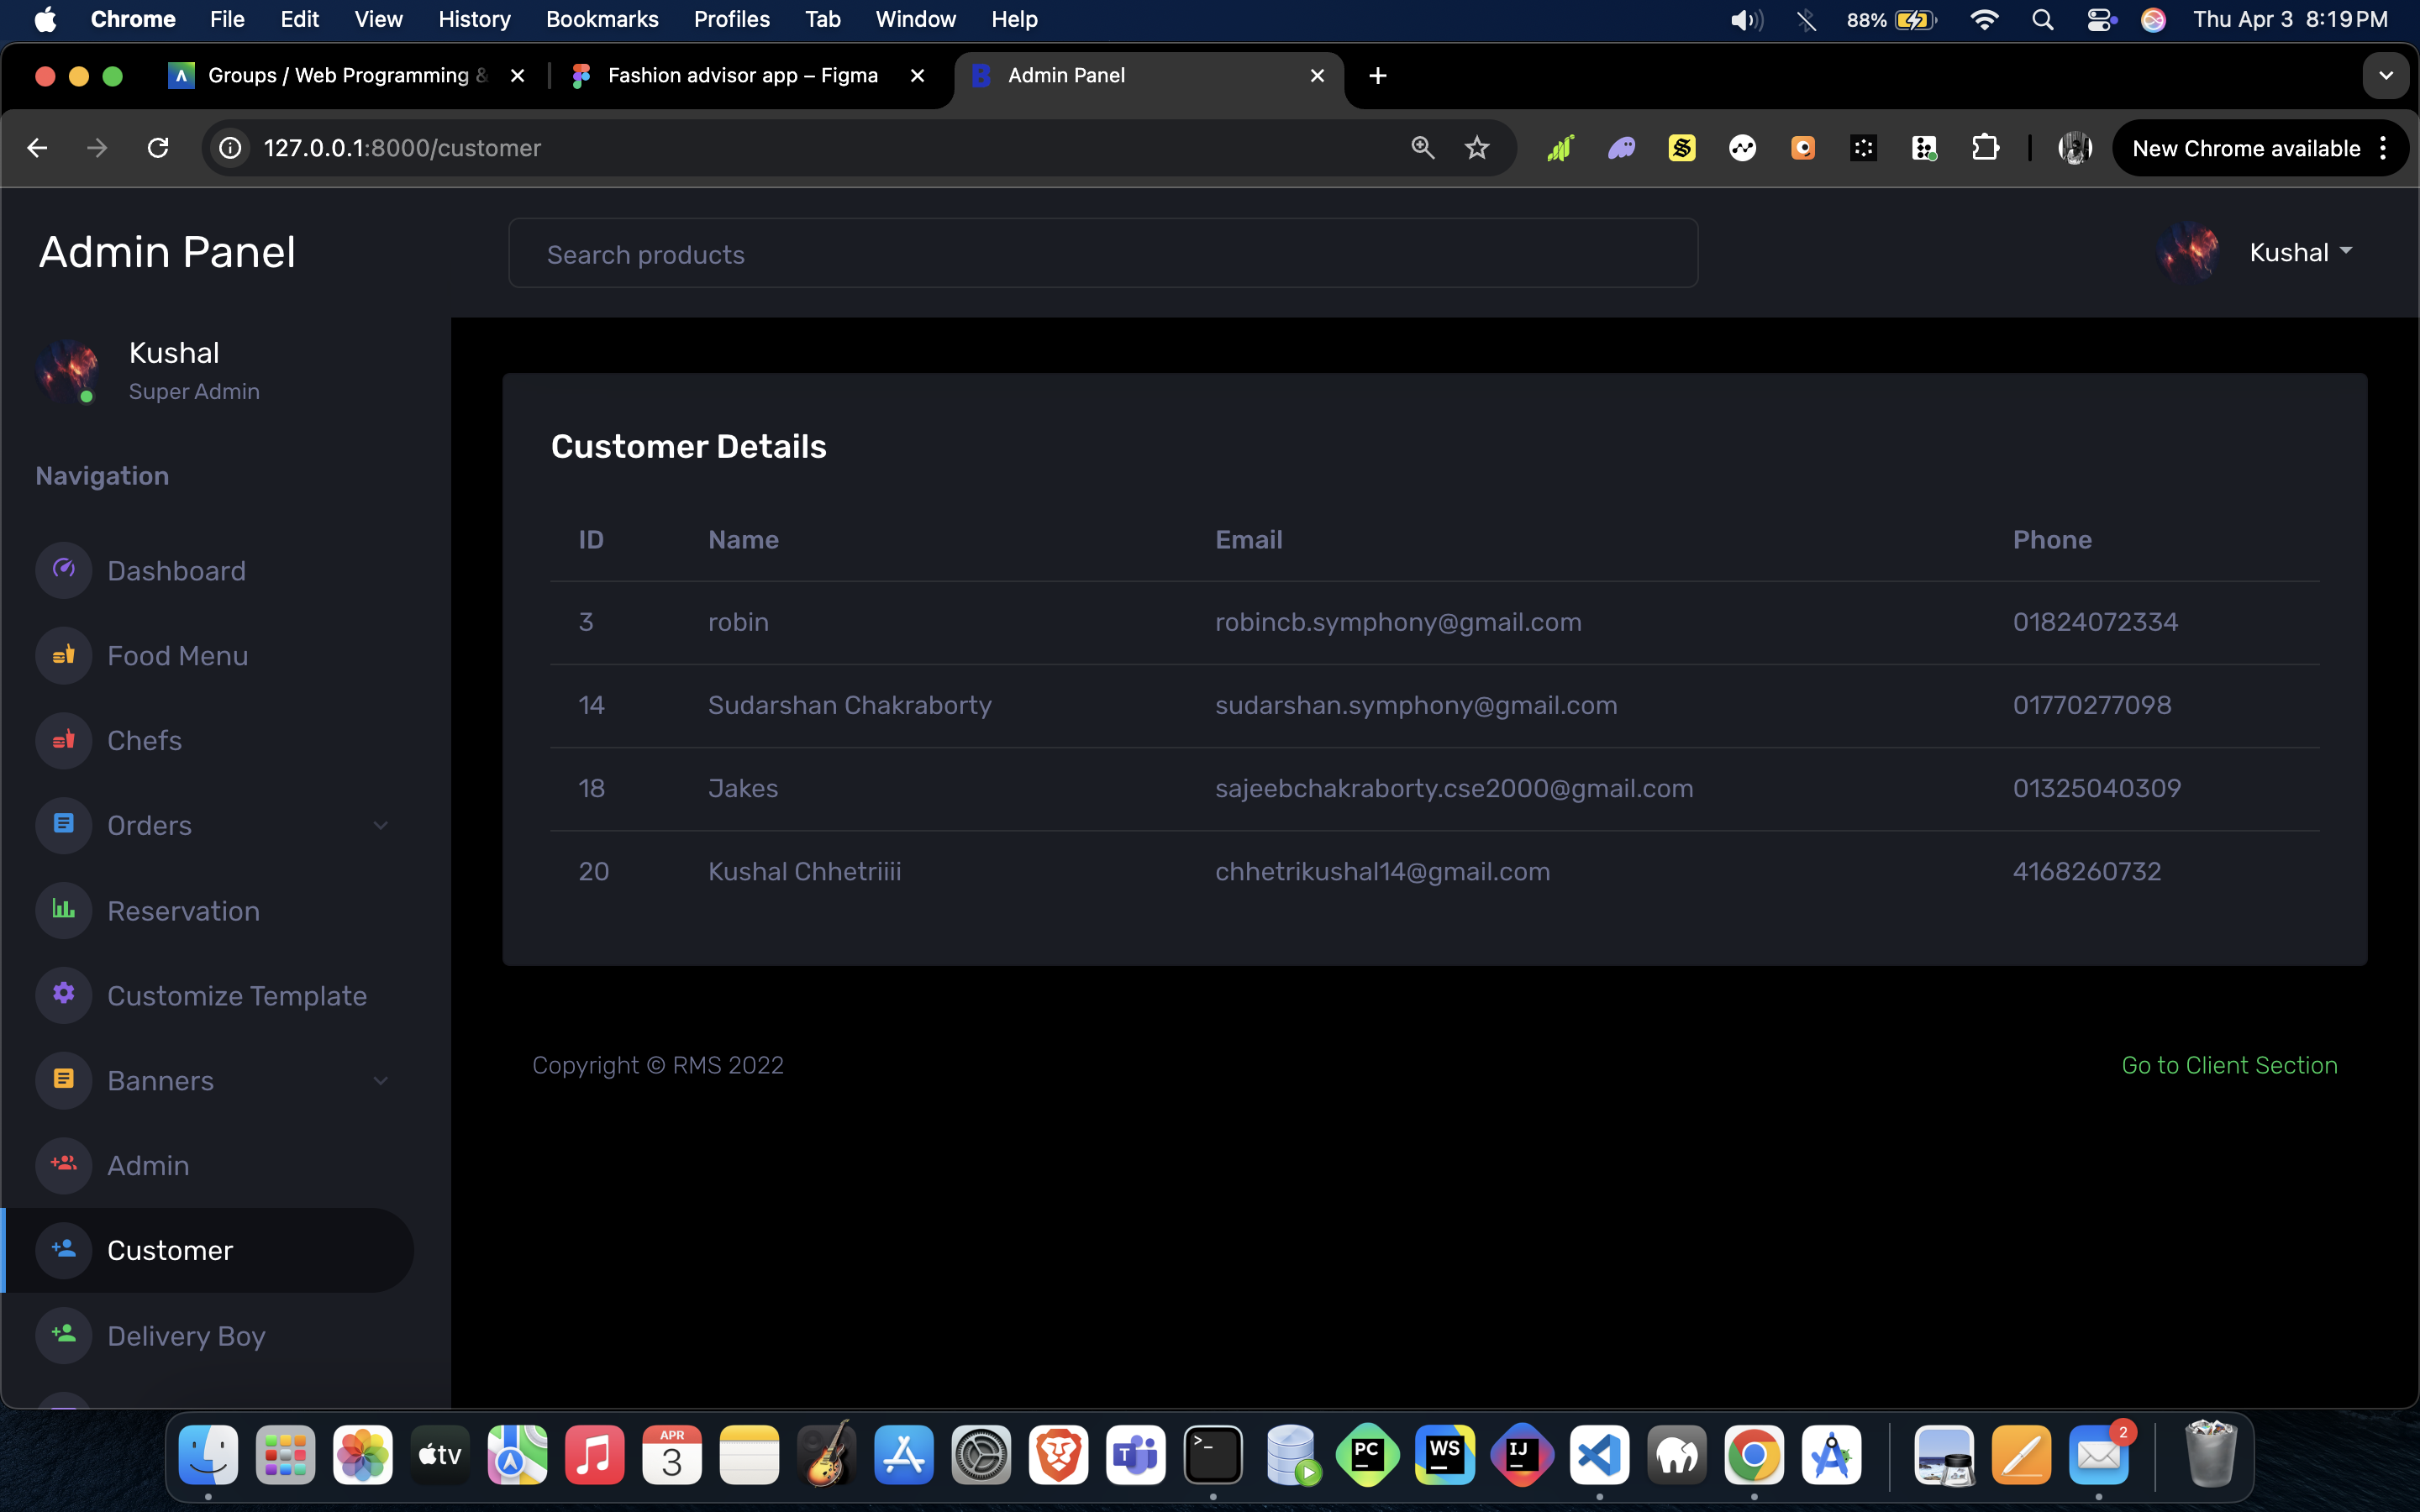 Chrome File Edit View History Bookmarks Profiles Tab Window Help 88% Thu Apr 3 8:19 PM
Groups / Web Programming & Fashion advisor app – Figma Admin Panel
127.0.0.1:8000/customer New Chrome available
Admin Panel Search products Kushal
Kushal
Super Admin
Navigation
Dashboard
Food Menu
Chefs
Orders
Reservation
Customize Template
Banners
Admin
Customer
Delivery Boy
Customer Details
ID Name Email Phone
3 robin robincb.symphony@gmail.com 01824072334
14 Sudarshan Chakraborty sudarshan.symphony@gmail.com 01770277098
18 Jakes sajeebchakraborty.cse2000@gmail.com 01325040309
20 Kushal Chhetriiii chhetrikushal14@gmail.com 4168260732
Copyright © RMS 2022 Go to Client Section
tv APR 3 T >_ PC WS IJ 2